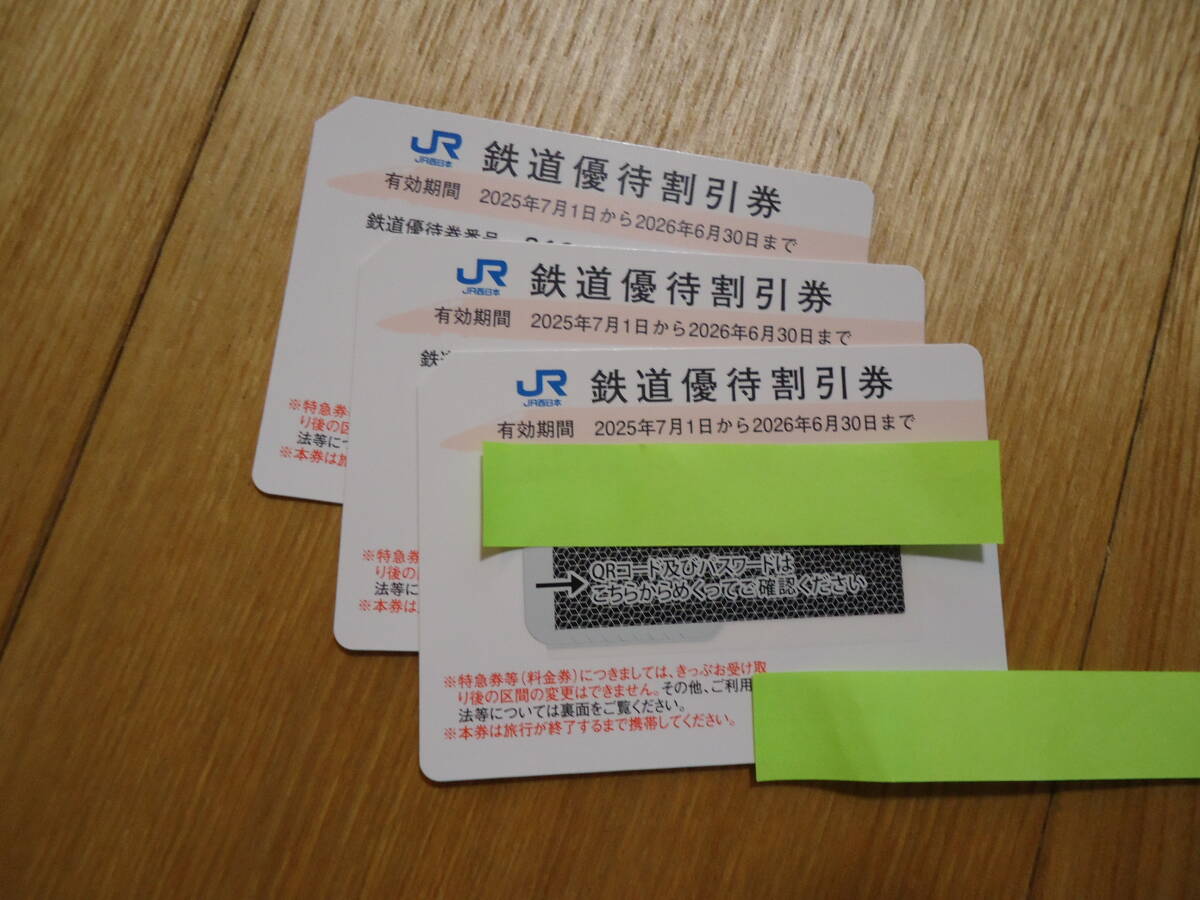 JR
JR西日本
鉄道優待割引券
有効期間 2025年7月1日から2026年6月30日まで
鉄道優待券番号
※特急券
り後の区
法等につ
※本券は旅
JR
JR西日本
鉄道優待割引券
有効期間 2025年7月1日から2026年6月30日まで
鉄
※特急券
り後の
法等に
※本券は
JR
JR西日本
鉄道優待割引券
有効期間 2025年7月1日から2026年6月30日まで
→QRコード及びパスワードは
こちらからめくってご確認ください
※特急券等(料金券)につきましては、きっぷお受け取
り後の区間の変更はできません。その他、ご利用
法等については裏面をご覧ください。
※本券は旅行が終了するまで携帯してください。